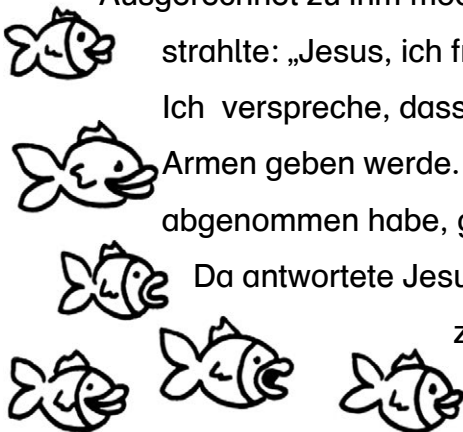 Ausgerechnet zu ihm
strahlte: „Jesus, ich
Ich verspreche, dass
Armen geben werde.
abgenommen habe,
Da antwortete